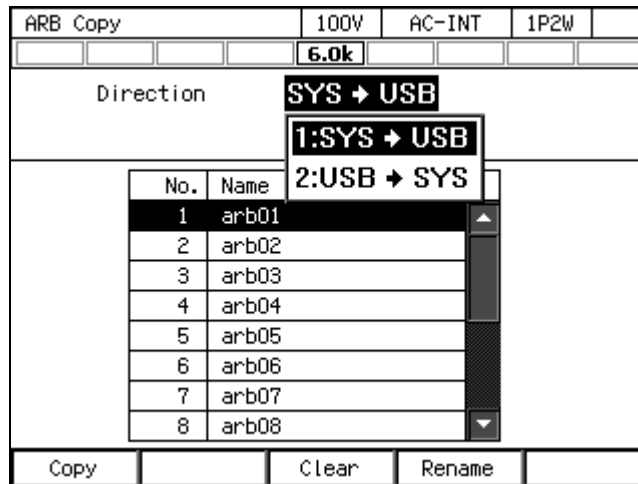 ARB Copy 100V AC-INT 1P2W
6.0k
Direction SYS → USB
1:SYS → USB
2:USB → SYS
No. Name
1 arb01
2 arb02
3 arb03
4 arb04
5 arb05
6 arb06
7 arb07
8 arb08
Copy Clear Rename